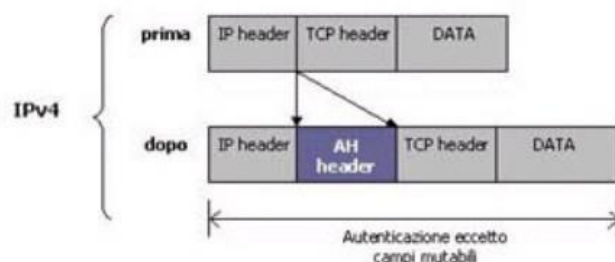 prima IP header TCP header DATA
IPv4
dopo IP header AH header TCP header DATA
Autenticazione eccetto
campi mutabili